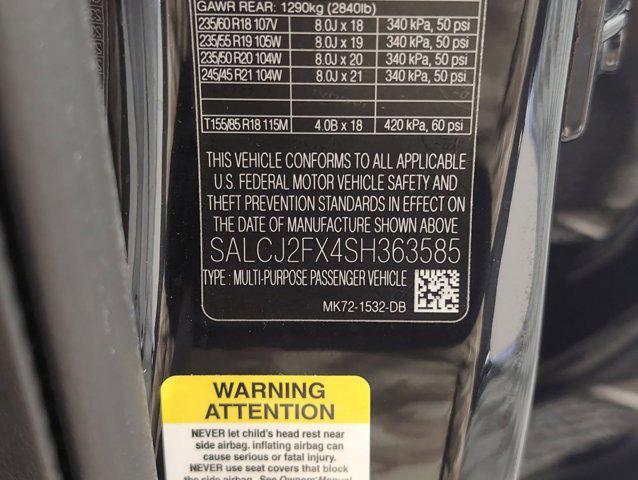 GAWR REAR: 1290kg (2840lb)
235/60 R18 107V 8.0J x 18 340 kPa, 50 psi
235/55 R19 105W 8.0J x 19 340 kPa, 50 psi
235/50 R20 104W 8.0J x 20 340 kPa, 50 psi
245/45 R21 104W 8.0J x 21 340 kPa, 50 psi
T155/85 R18 115M 4.0B x 18 420 kPa, 60 psi
THIS VEHICLE CONFORMS TO ALL APPLICABLE
U.S. FEDERAL MOTOR VEHICLE SAFETY AND
THEFT PREVENTION STANDARDS IN EFFECT ON
THE DATE OF MANUFACTURE SHOWN ABOVE
SALCJ2FX4SH363585
TYPE : MULTI-PURPOSE PASSENGER VEHICLE
MK72-1532-DB
WARNING
ATTENTION
NEVER let child's head rest near
side airbag. inflating airbag can
cause serious or fatal injury.
NEVER use seat covers that block
the side airbag. See Owners' Manual